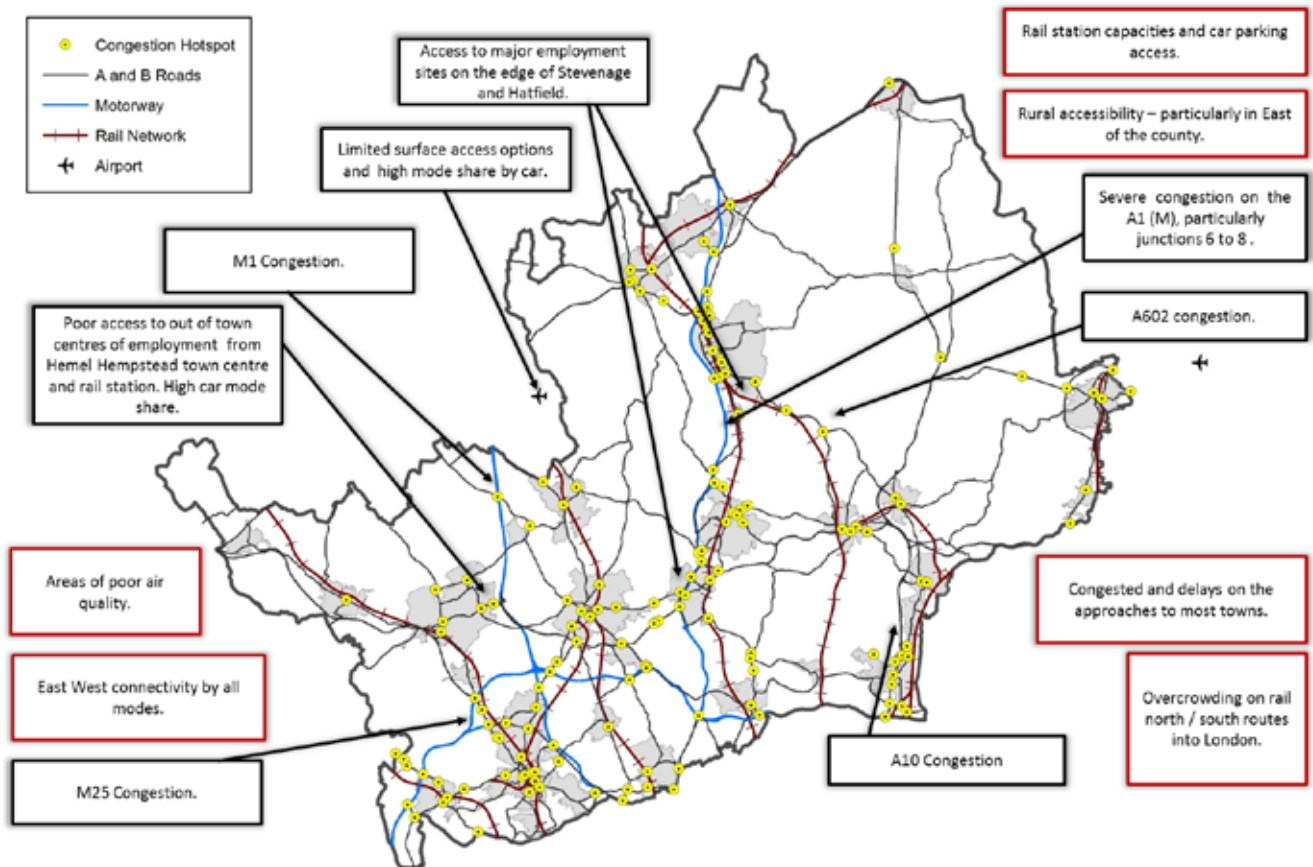 Congestion Hotspot
A and B Roads
Motorway
Rail Network
Airport
Access to major employment
sites on the edge of Stevenage
and Hatfield.
Limited surface access options
and high mode share by car.
M1 Congestion.
Poor access to out of town
centres of employment from
Hemel Hempstead town centre
and rail station. High car mode
share.
Areas of poor air
quality.
East West connectivity by all
modes.
M25 Congestion.
Rail station capacities and car parking
access.
Rural accessibility – particularly in East
of the county.
Severe congestion on the
A1 (M), particularly
junctions 6 to 8 .
A602 congestion.
Congested and delays on the
approaches to most towns.
Overcrowding on rail
north / south routes
into London.
A10 Congestion